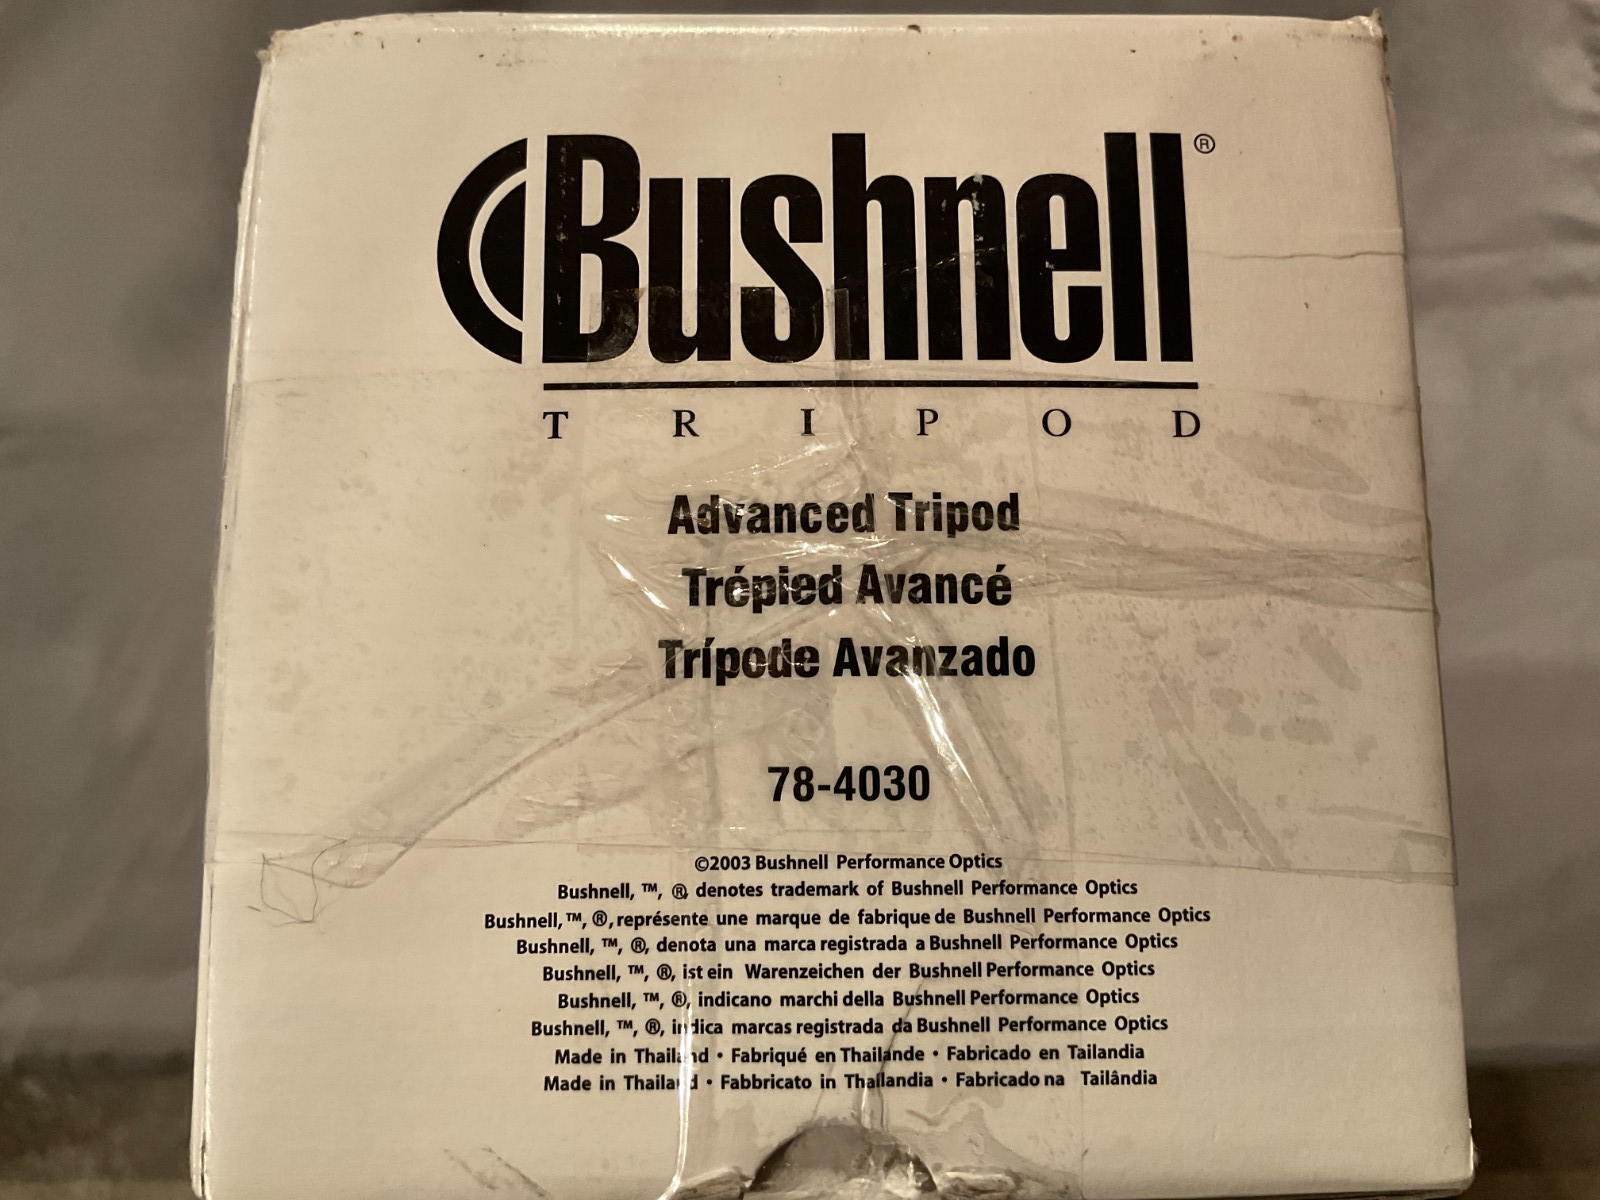 Bushnell®
TRIPOD
Advanced Tripod
Trépied Avancé
Trípode Avanzado
78-4030
©2003 Bushnell Performance Optics
Bushnell, ™, ®, denotes trademark of Bushnell Performance Optics
Bushnell,™, ®, représente une marque de fabrique de Bushnell Performance Optics
Bushnell, ™, ®, denota una marca registrada a Bushnell Performance Optics
Bushnell, ™, ®, ist ein Warenzeichen der Bushnell Performance Optics
Bushnell, ™, ®, indicano marchi della Bushnell Performance Optics
Bushnell, ™, ®, indica marcas registrada da Bushnell Performance Optics
Made in Thailand • Fabriqué en Thailande • Fabricado en Tailandia
Made in Thailand • Fabbricato in Thailandia • Fabricado na Tailândia